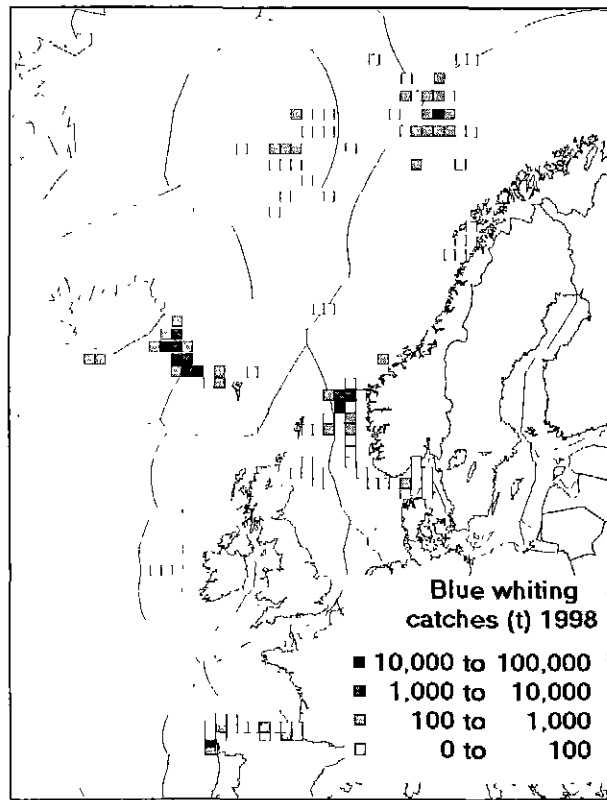 Blue whiting
catches (t) 1998
10,000 to 100,000
1,000 to 10,000
100 to 1,000
0 to 100